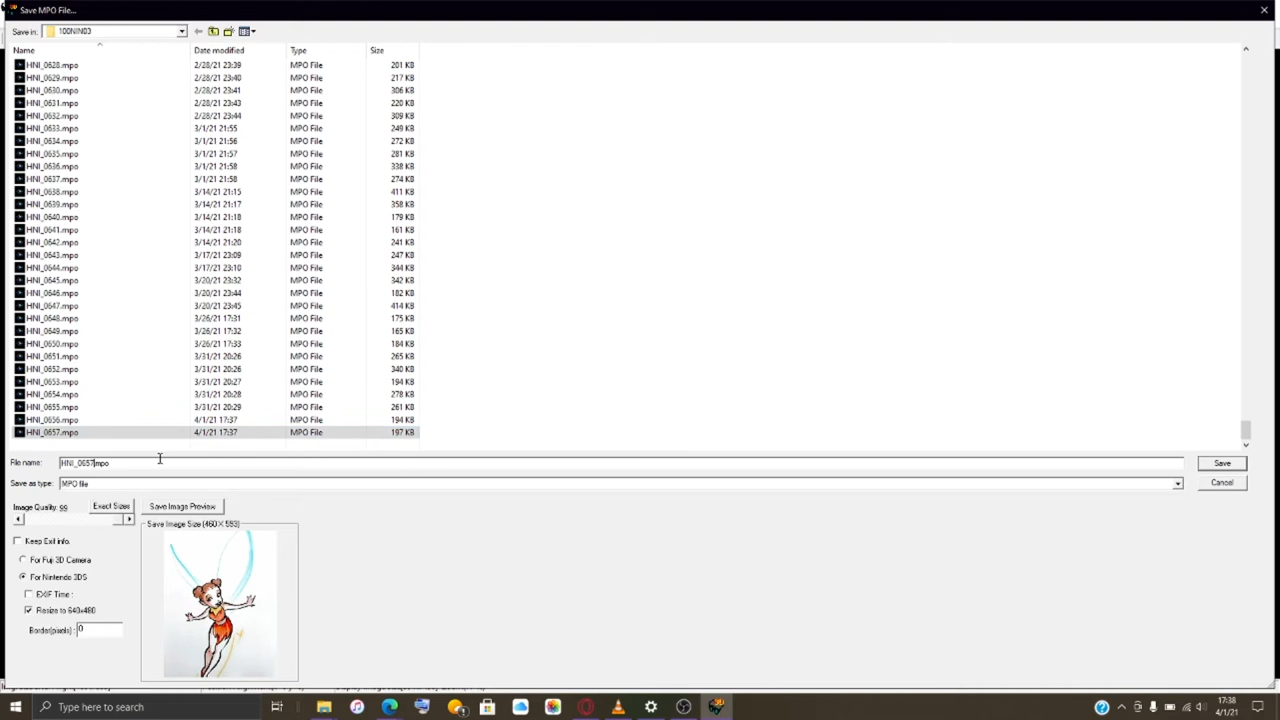 Save MPO File...
Save in: 100NIN03
Name Date modified Type Size
HNI_0628.mpo 2/28/21 23:39 MPO File 201 KB
HNI_0629.mpo 2/28/21 23:40 MPO File 217 KB
HNI_0630.mpo 2/28/21 23:41 MPO File 306 KB
HNI_0631.mpo 2/28/21 23:43 MPO File 220 KB
HNI_0632.mpo 2/28/21 23:44 MPO File 309 KB
HNI_0633.mpo 3/1/21 21:55 MPO File 249 KB
HNI_0634.mpo 3/1/21 21:56 MPO File 272 KB
HNI_0635.mpo 3/1/21 21:57 MPO File 281 KB
HNI_0636.mpo 3/1/21 21:58 MPO File 338 KB
HNI_0637.mpo 3/1/21 21:58 MPO File 274 KB
HNI_0638.mpo 3/14/21 21:15 MPO File 411 KB
HNI_0639.mpo 3/14/21 21:17 MPO File 358 KB
HNI_0640.mpo 3/14/21 21:18 MPO File 179 KB
HNI_0641.mpo 3/14/21 21:18 MPO File 161 KB
HNI_0642.mpo 3/14/21 21:20 MPO File 241 KB
HNI_0643.mpo 3/17/21 23:09 MPO File 247 KB
HNI_0644.mpo 3/17/21 23:10 MPO File 344 KB
HNI_0645.mpo 3/20/21 23:32 MPO File 342 KB
HNI_0646.mpo 3/20/21 23:44 MPO File 182 KB
HNI_0647.mpo 3/20/21 23:45 MPO File 414 KB
HNI_0648.mpo 3/26/21 17:31 MPO File 175 KB
HNI_0649.mpo 3/26/21 17:32 MPO File 165 KB
HNI_0650.mpo 3/26/21 17:33 MPO File 184 KB
HNI_0651.mpo 3/31/21 20:26 MPO File 265 KB
HNI_0652.mpo 3/31/21 20:26 MPO File 340 KB
HNI_0653.mpo 3/31/21 20:27 MPO File 194 KB
HNI_0654.mpo 3/31/21 20:28 MPO File 278 KB
HNI_0655.mpo 3/31/21 20:29 MPO File 261 KB
HNI_0656.mpo 4/1/21 17:37 MPO File 194 KB
HNI_0657.mpo 4/1/21 17:37 MPO File 197 KB
File name: HNI_0657.mpo Save
Save as type: MPO file Cancel
Image Quality: 99 Exact Sizes Save Image Preview
Save Image Size (460×593)
Keep Exif info.
For Fuji 3D Camera
For Nintendo 3DS
EXIF Time :
Resize to 640x480
Border(pixels) : 0
Type here to search
17:38
4/1/21